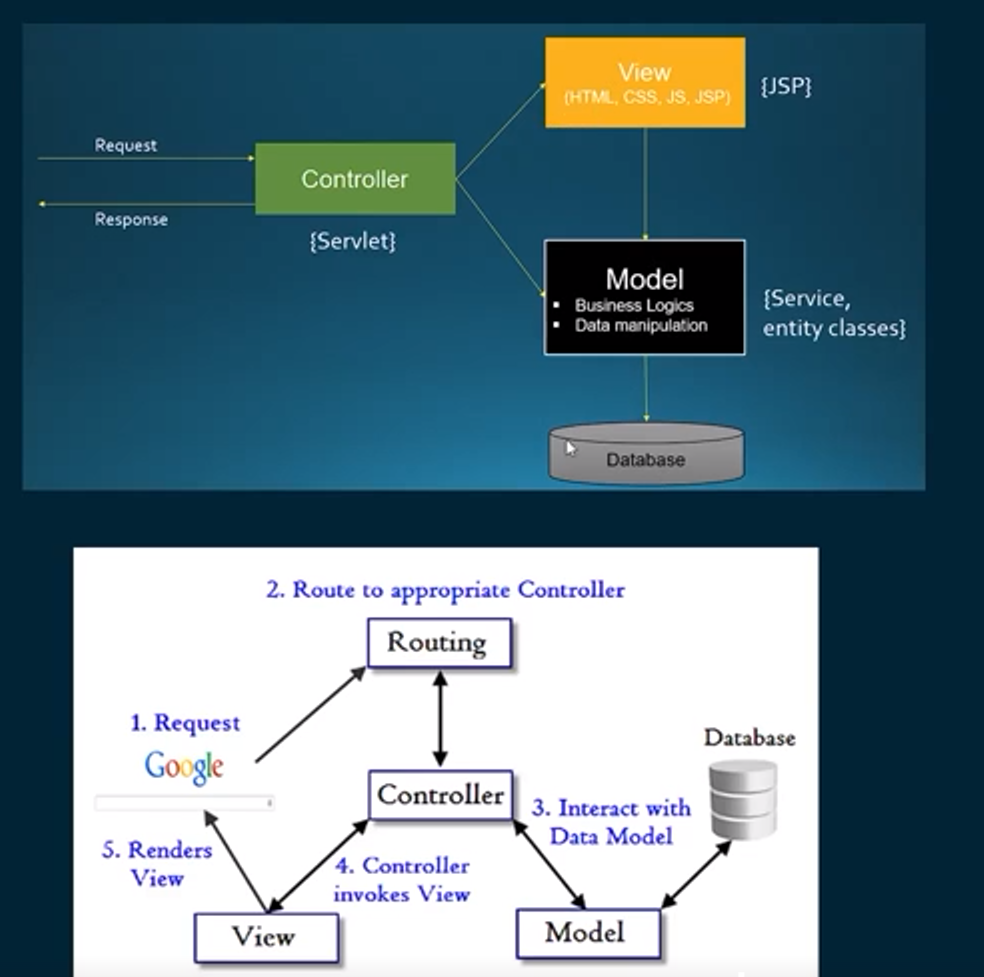 View
(HTML, CSS, JS, JSP)
{JSP}
Request
Controller
Response
{Servlet}
Model
▪ Business Logics
▪ Data manipulation
{Service,
entity classes}
Database
2. Route to appropriate Controller
Routing
1. Request
Google
Database
Controller
3. Interact with
Data Model
5. Renders
View
4. Controller
invokes View
View
Model